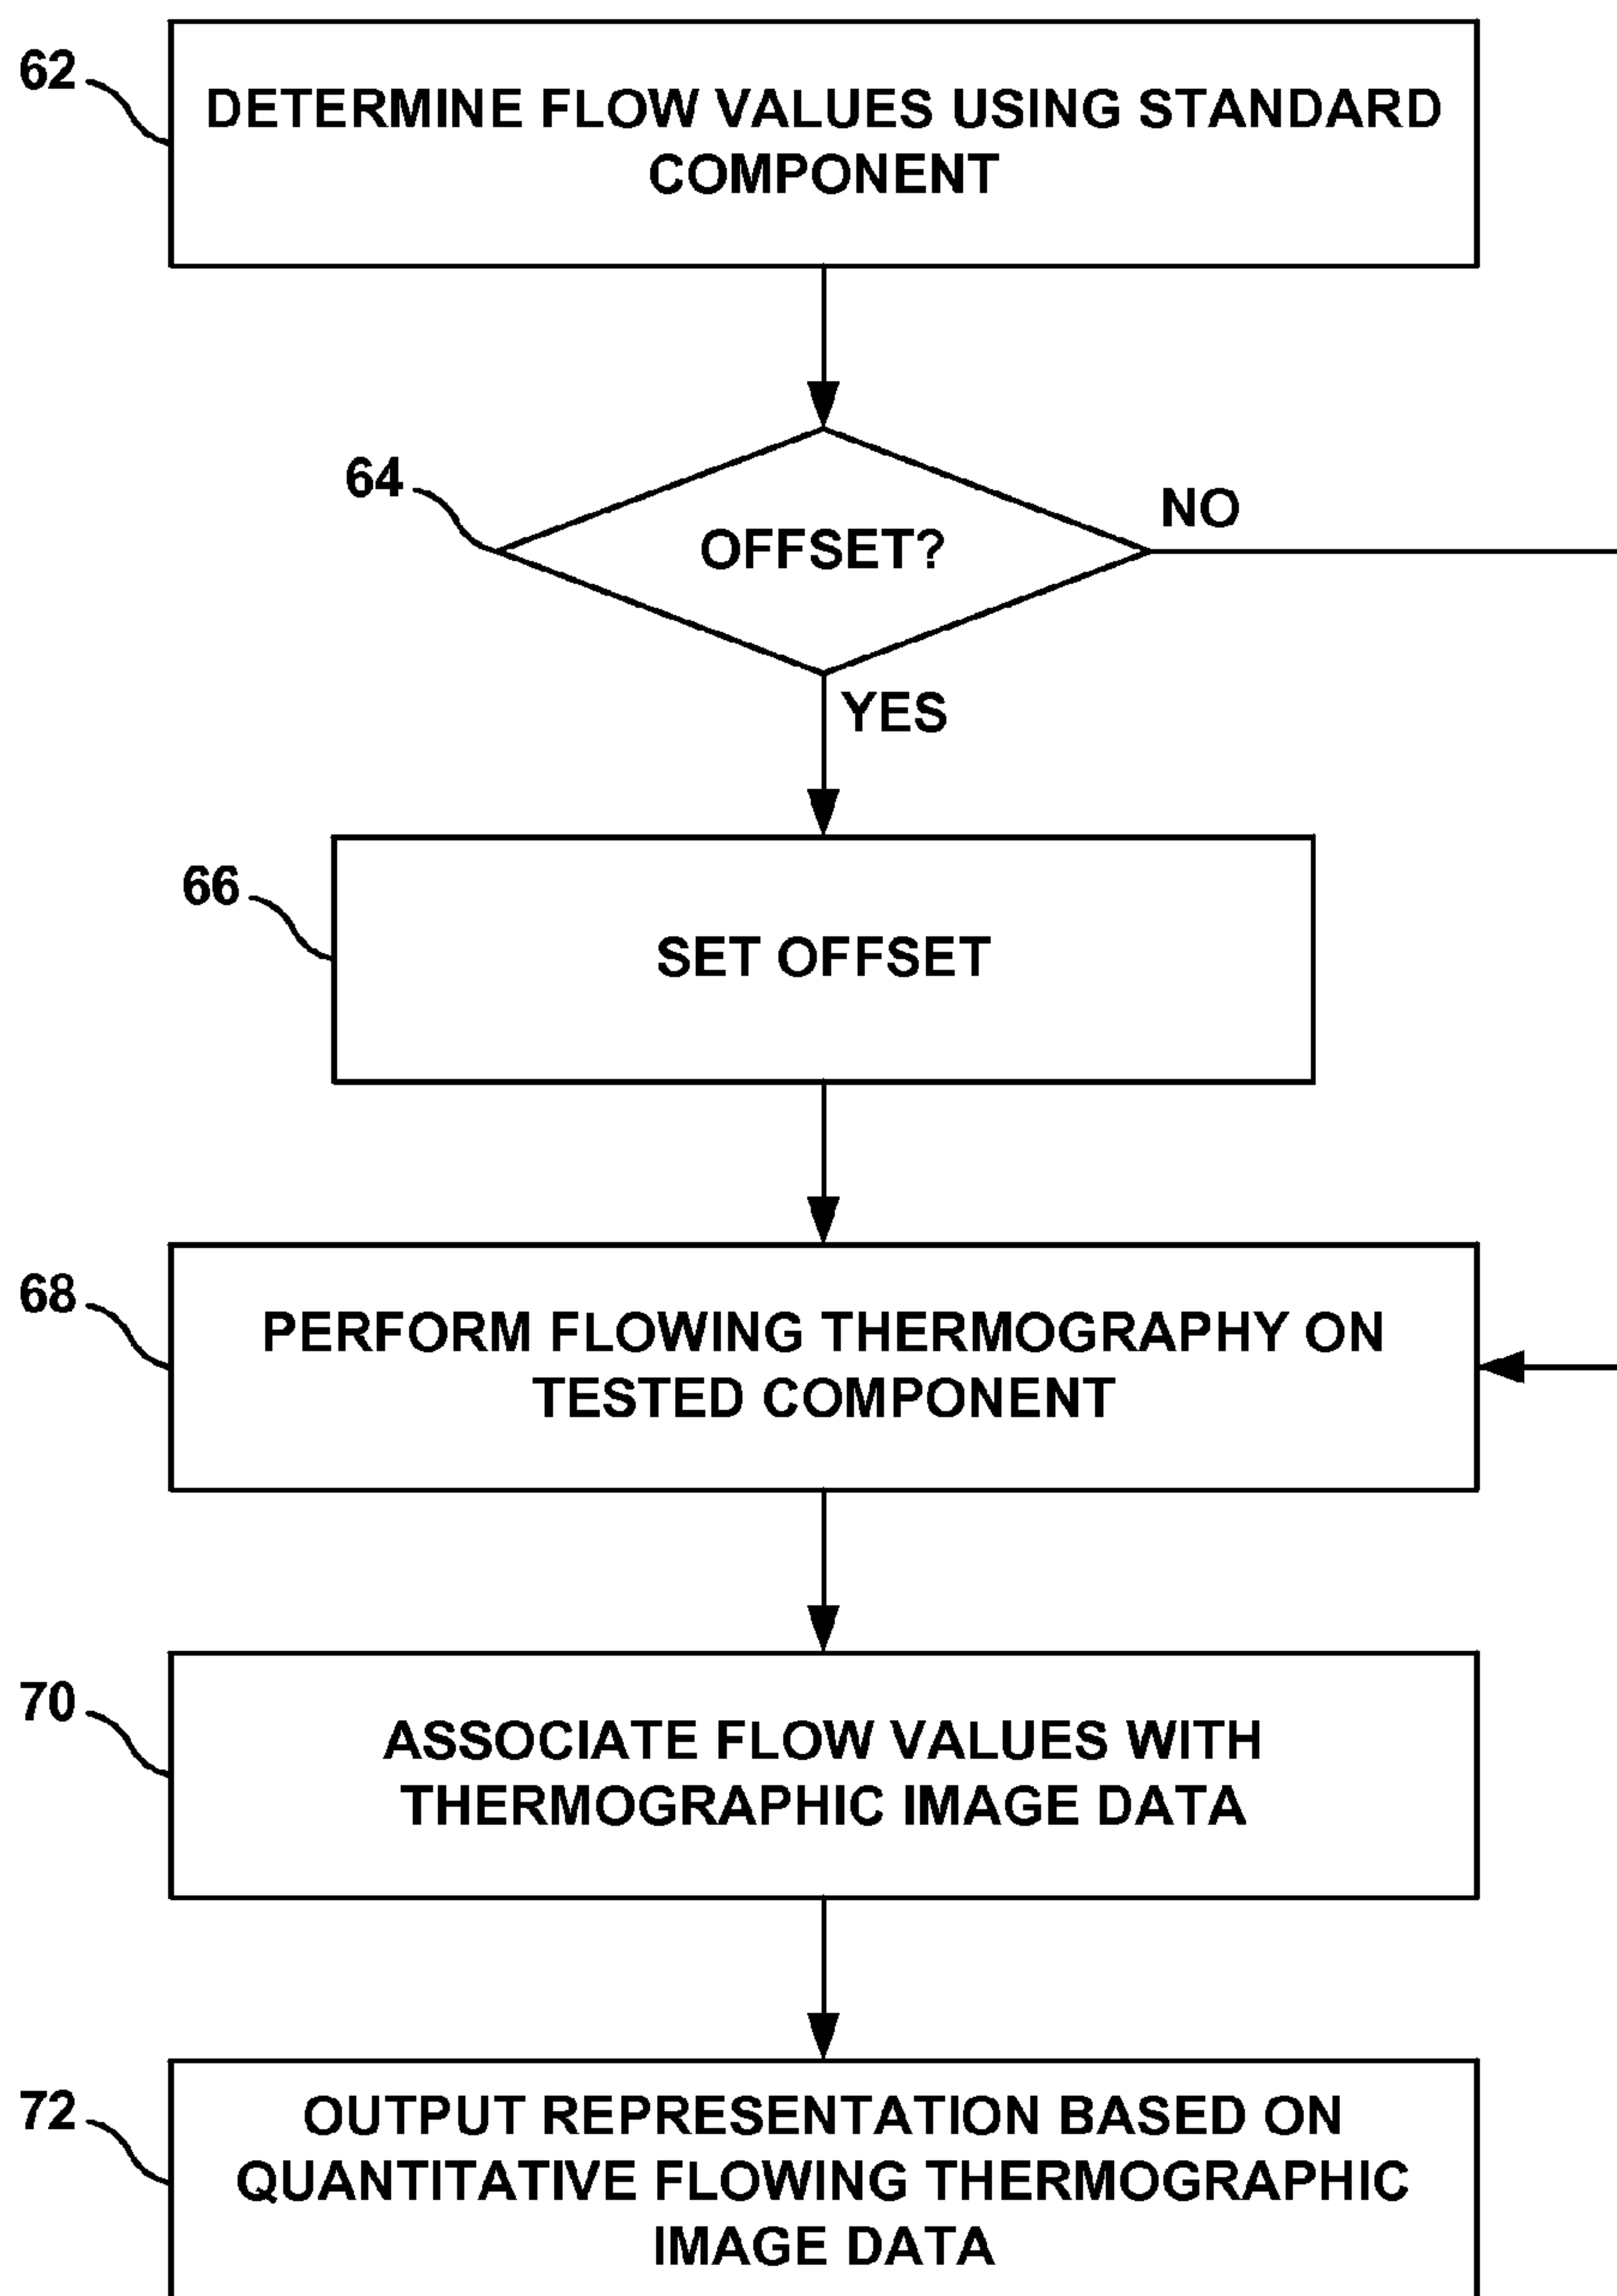 62
DETERMINE FLOW VALUES USING STANDARD
COMPONENT
64
OFFSET?
NO
YES
66
SET OFFSET
68
PERFORM FLOWING THERMOGRAPHY ON
TESTED COMPONENT
70
ASSOCIATE FLOW VALUES WITH
THERMOGRAPHIC IMAGE DATA
72
OUTPUT REPRESENTATION BASED ON
QUANTITATIVE FLOWING THERMOGRAPHIC
IMAGE DATA